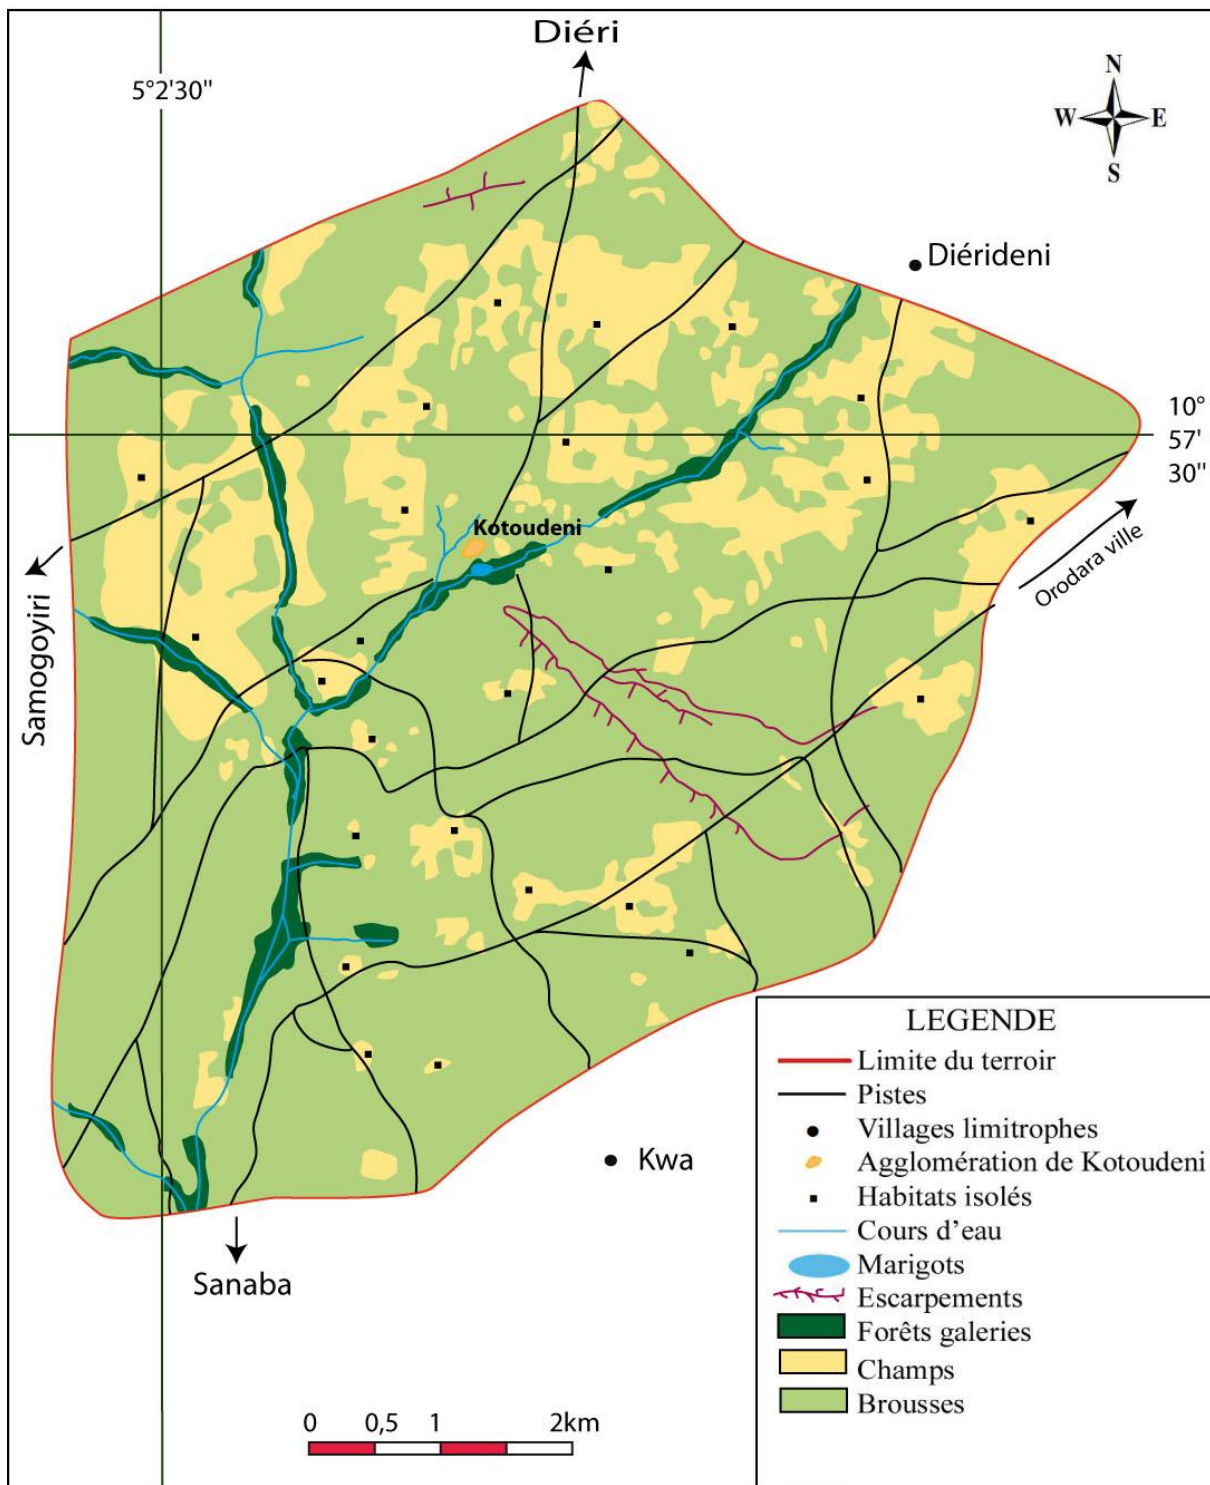 Diéri
5°2'30"
N
W E
S
Diérideni
10°
57'
30"
Kotoudeni
Orodara ville
Samogoyiri
Kwa
Sanaba
LEGENDE
Limite du terroir
Pistes
Villages limitrophes
Agglomération de Kotoudeni
Habitats isolés
Cours d'eau
Marigots
Escarpements
Forêts galeries
Champs
Brousses
0 0,5 1 2km